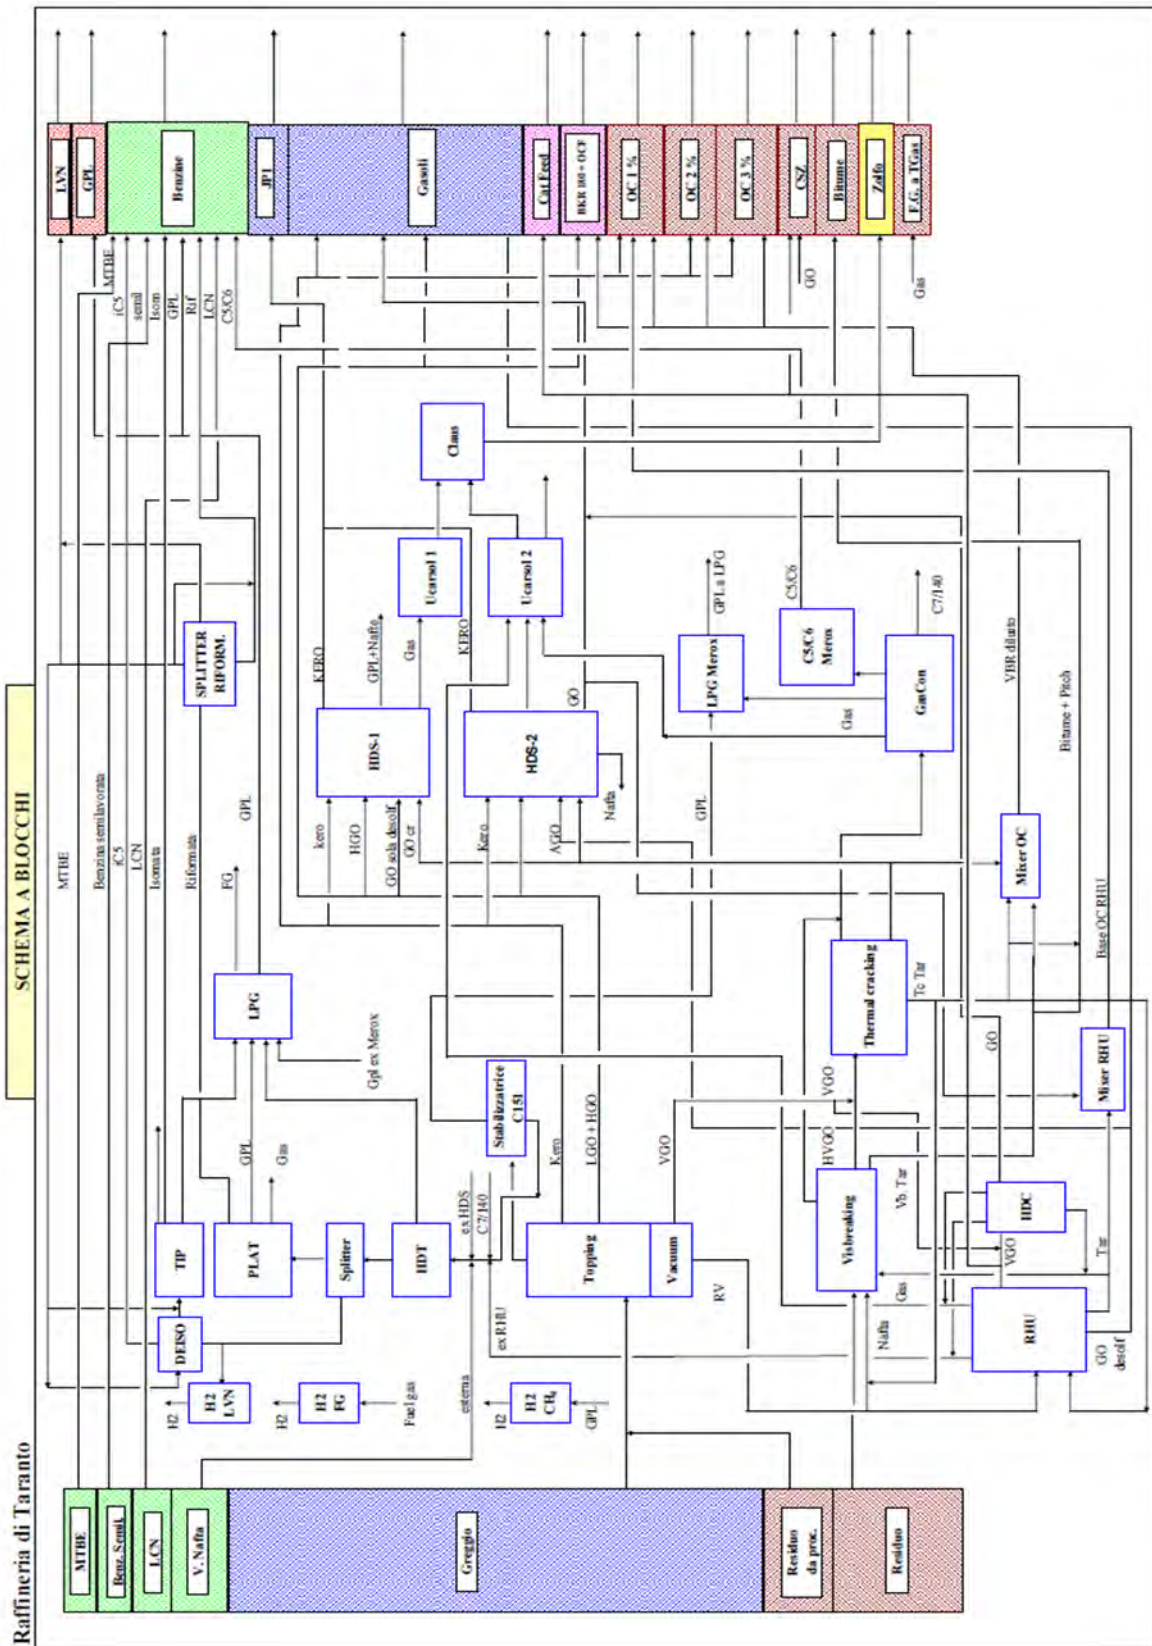 Raffineria di Taranto
SCHEMA A BLOCCHI
MTBE
Benz. Semil.
LCN
V. Nafta
Greggio
Residuo
da proc.
Residuo
MTBE
Benzina semilavorata
iC5
LCN
Isomata
Riformata
GPL
DEISO
TIP
H2
H2
LVN
H2
H2
FG
Fuel gas
H2
H2
CH4
GPL
esterna
PLAT
GPL
Gas
Splitter
HDT
ex HDS
C7/140
ex RHU
LPG
FG
Gpl ex Merox
Stabilizzatrice
C151
SPLITTER
RIFORM.
Topping
Vacuum
Kero
LGO + HGO
VGO
RV
kero
HGO
GO sola desolf
GO cr
HDS-1
KERO
GPL+Nafte
Gas
Kero
AGO
HDS-2
KERO
GO
Nafta
Ucarsol 1
Ucarsol 2
Claus
GPL
LPG Merox
GPL a LPG
C5/C6
Merox
C5/C6
GasCon
Gas
C7/140
Visbreaking
HVGO
VGO
Vb. Tar
Thermal cracking
Tc Tar
Nafta
Gas
RHU
VGO
HDC
GO
Tar
GO
desolf
Mixer RHU
Base OC RHU
Mixer OC
VBR diluito
Bitume + Pitch
MTBE
iC5
semil
Isom
GPL
Rif
LCN
C5/C6
GO
Gas
LVN
GPL
Benzine
JP1
Gasoli
Cat Feed
BKR 180 + OCF
OC 1 %
OC 2 %
OC 3 %
CSZ
Bitume
Zolfo
F.G. a TGas